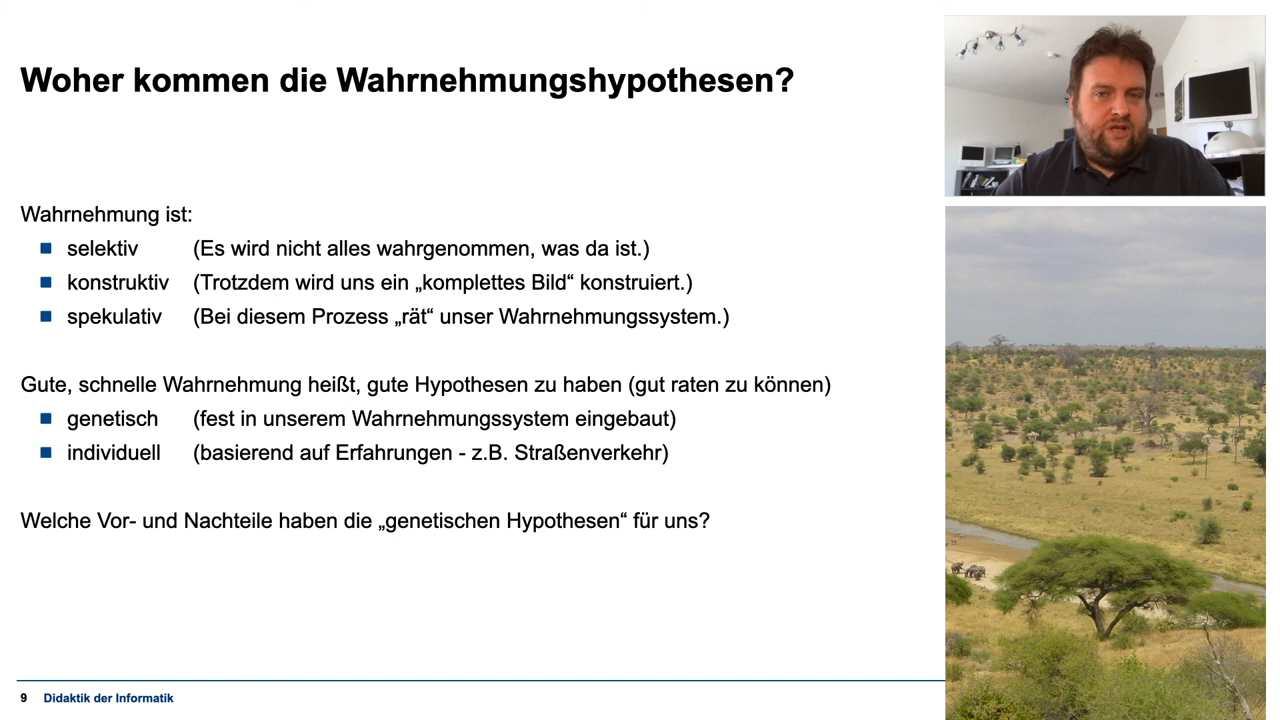 Woher kommen die Wahrnehmungshypothesen?
Wahrnehmung ist:
selektiv (Es wird nicht alles wahrgenommen, was da ist.)
konstruktiv (Trotzdem wird uns ein „komplettes Bild“ konstruiert.)
spekulativ (Bei diesem Prozess „rät“ unser Wahrnehmungssystem.)
Gute, schnelle Wahrnehmung heißt, gute Hypothesen zu haben (gut raten zu können)
genetisch (fest in unserem Wahrnehmungssystem eingebaut)
individuell (basierend auf Erfahrungen - z.B. Straßenverkehr)
Welche Vor- und Nachteile haben die „genetischen Hypothesen“ für uns?
9 Didaktik der Informatik